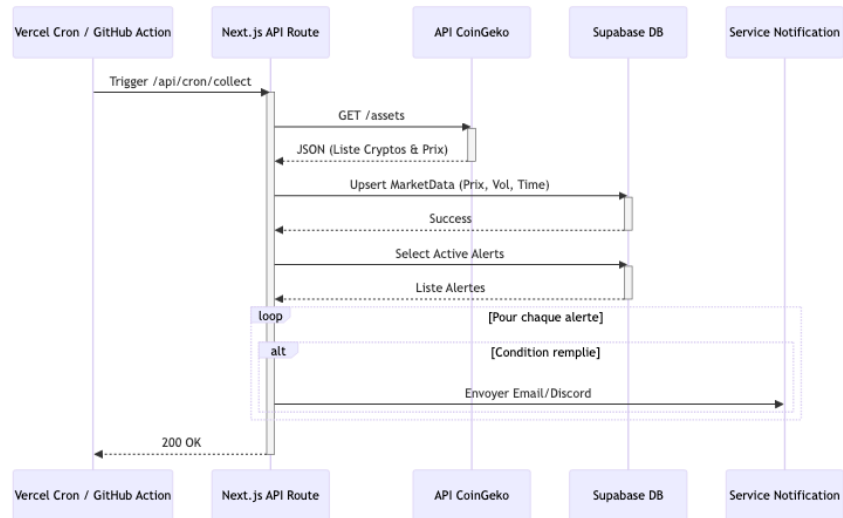 Vercel Cron / GitHub Action
Next.js API Route
API CoinGeko
Supabase DB
Service Notification
Trigger /api/cron/collect
GET /assets
JSON (Liste Cryptos & Prix)
Upsert MarketData (Prix, Vol, Time)
Success
Select Active Alerts
Liste Alertes
loop
[Pour chaque alerte]
alt
[Condition remplie]
Envoyer Email/Discord
200 OK
Vercel Cron / GitHub Action
Next.js API Route
API CoinGeko
Supabase DB
Service Notification